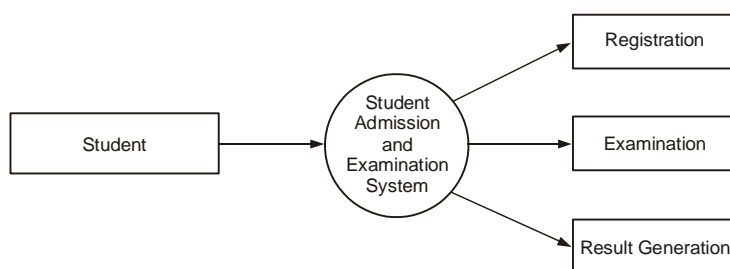 Student
Student
Admission
and
Examination
System
Registration
Examination
Result Generation